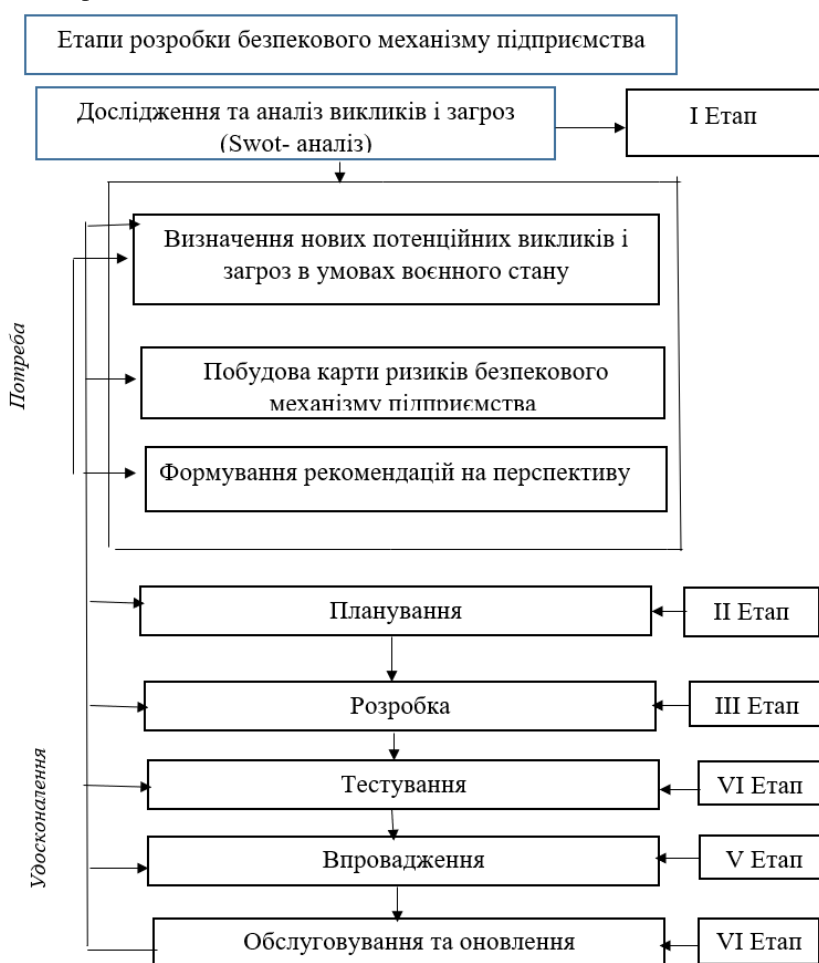 Етапи розробки безпекового механізму підприємства
Дослідження та аналіз викликів і загроз
(Swot- аналіз)
І Етап
Визначення нових потенційних викликів і
загроз в умовах воєнного стану
Потреба
Побудова карти ризиків безпекового
механізму підприємства
Формування рекомендацій на перспективу
Планування
ІІ Етап
Розробка
ІІІ Етап
Удосконалення
Тестування
VI Етап
Впровадження
V Етап
Обслуговування та оновлення
VI Етап